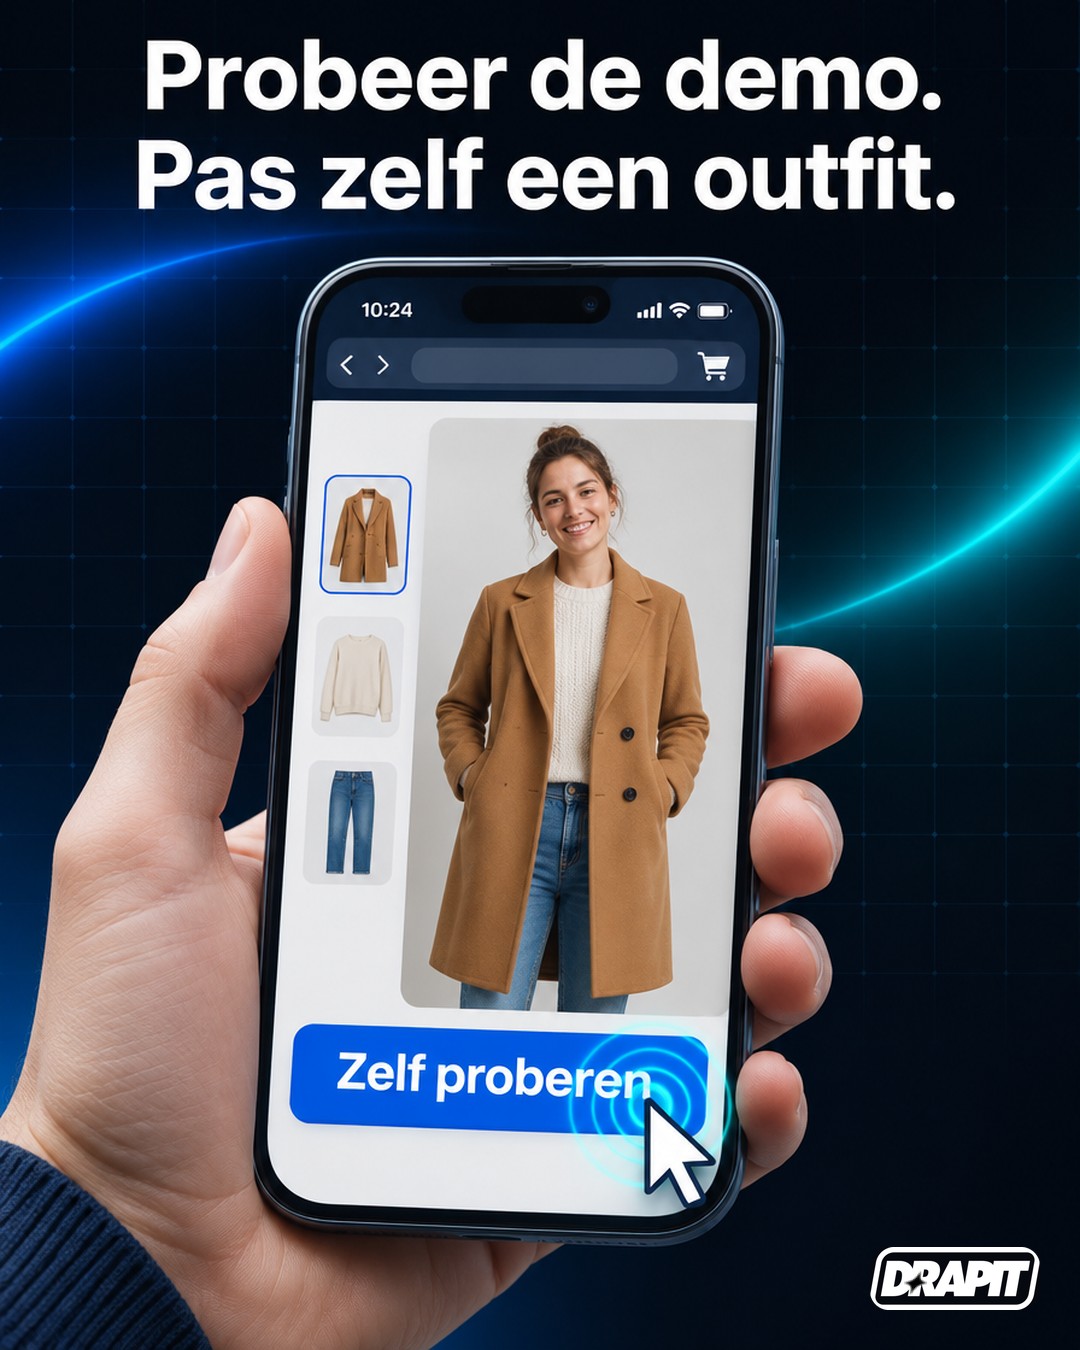 Probeer de demo.
Pas zelf een outfit.
10:24
Zelf proberen
DRAPIT